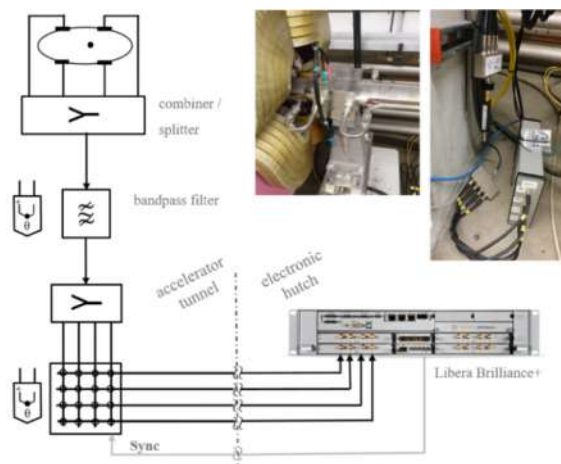 combiner /
splitter
bandpass filter
θ
accelerator
tunnel
electronic
hutch
Libera Brilliance+
θ
Sync